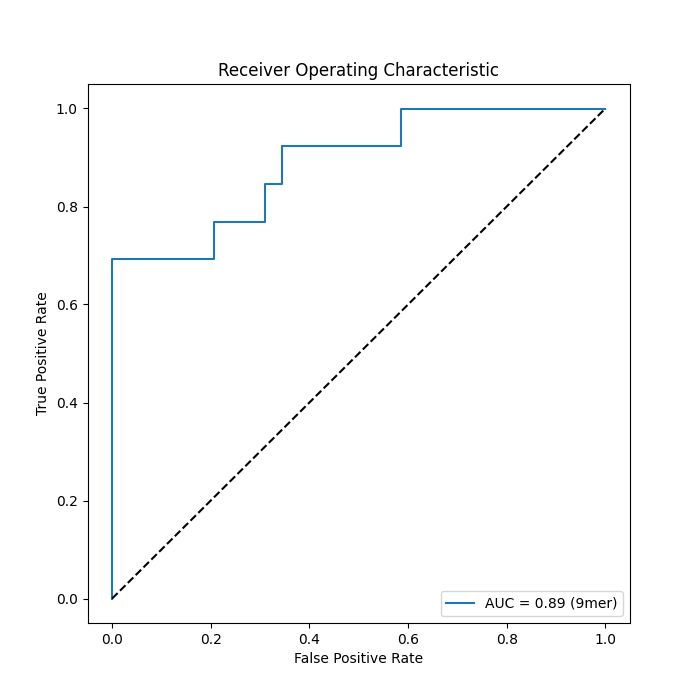 Receiver Operating Characteristic
True Positive Rate
1.0
0.8
0.6
0.4
0.2
0.0
AUC = 0.89 (9mer)
0.0 0.2 0.4 0.6 0.8 1.0
False Positive Rate